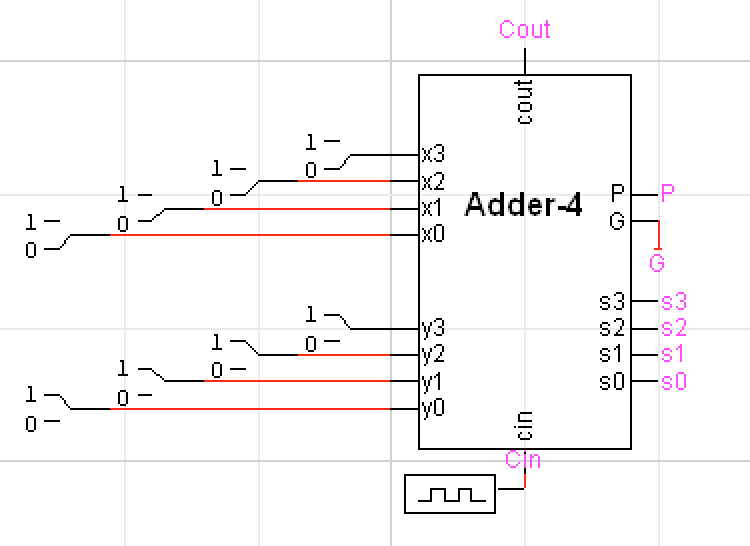 Cout
cout
1
0
x3
1
0
x2
1
0
x1
1
0
x0
Adder-4
P P
G
G
1
0
y3
1
0
y2
1
0
y1
1
0
y0
s3 s3
s2 s2
s1 s1
s0 s0
cin
Cin